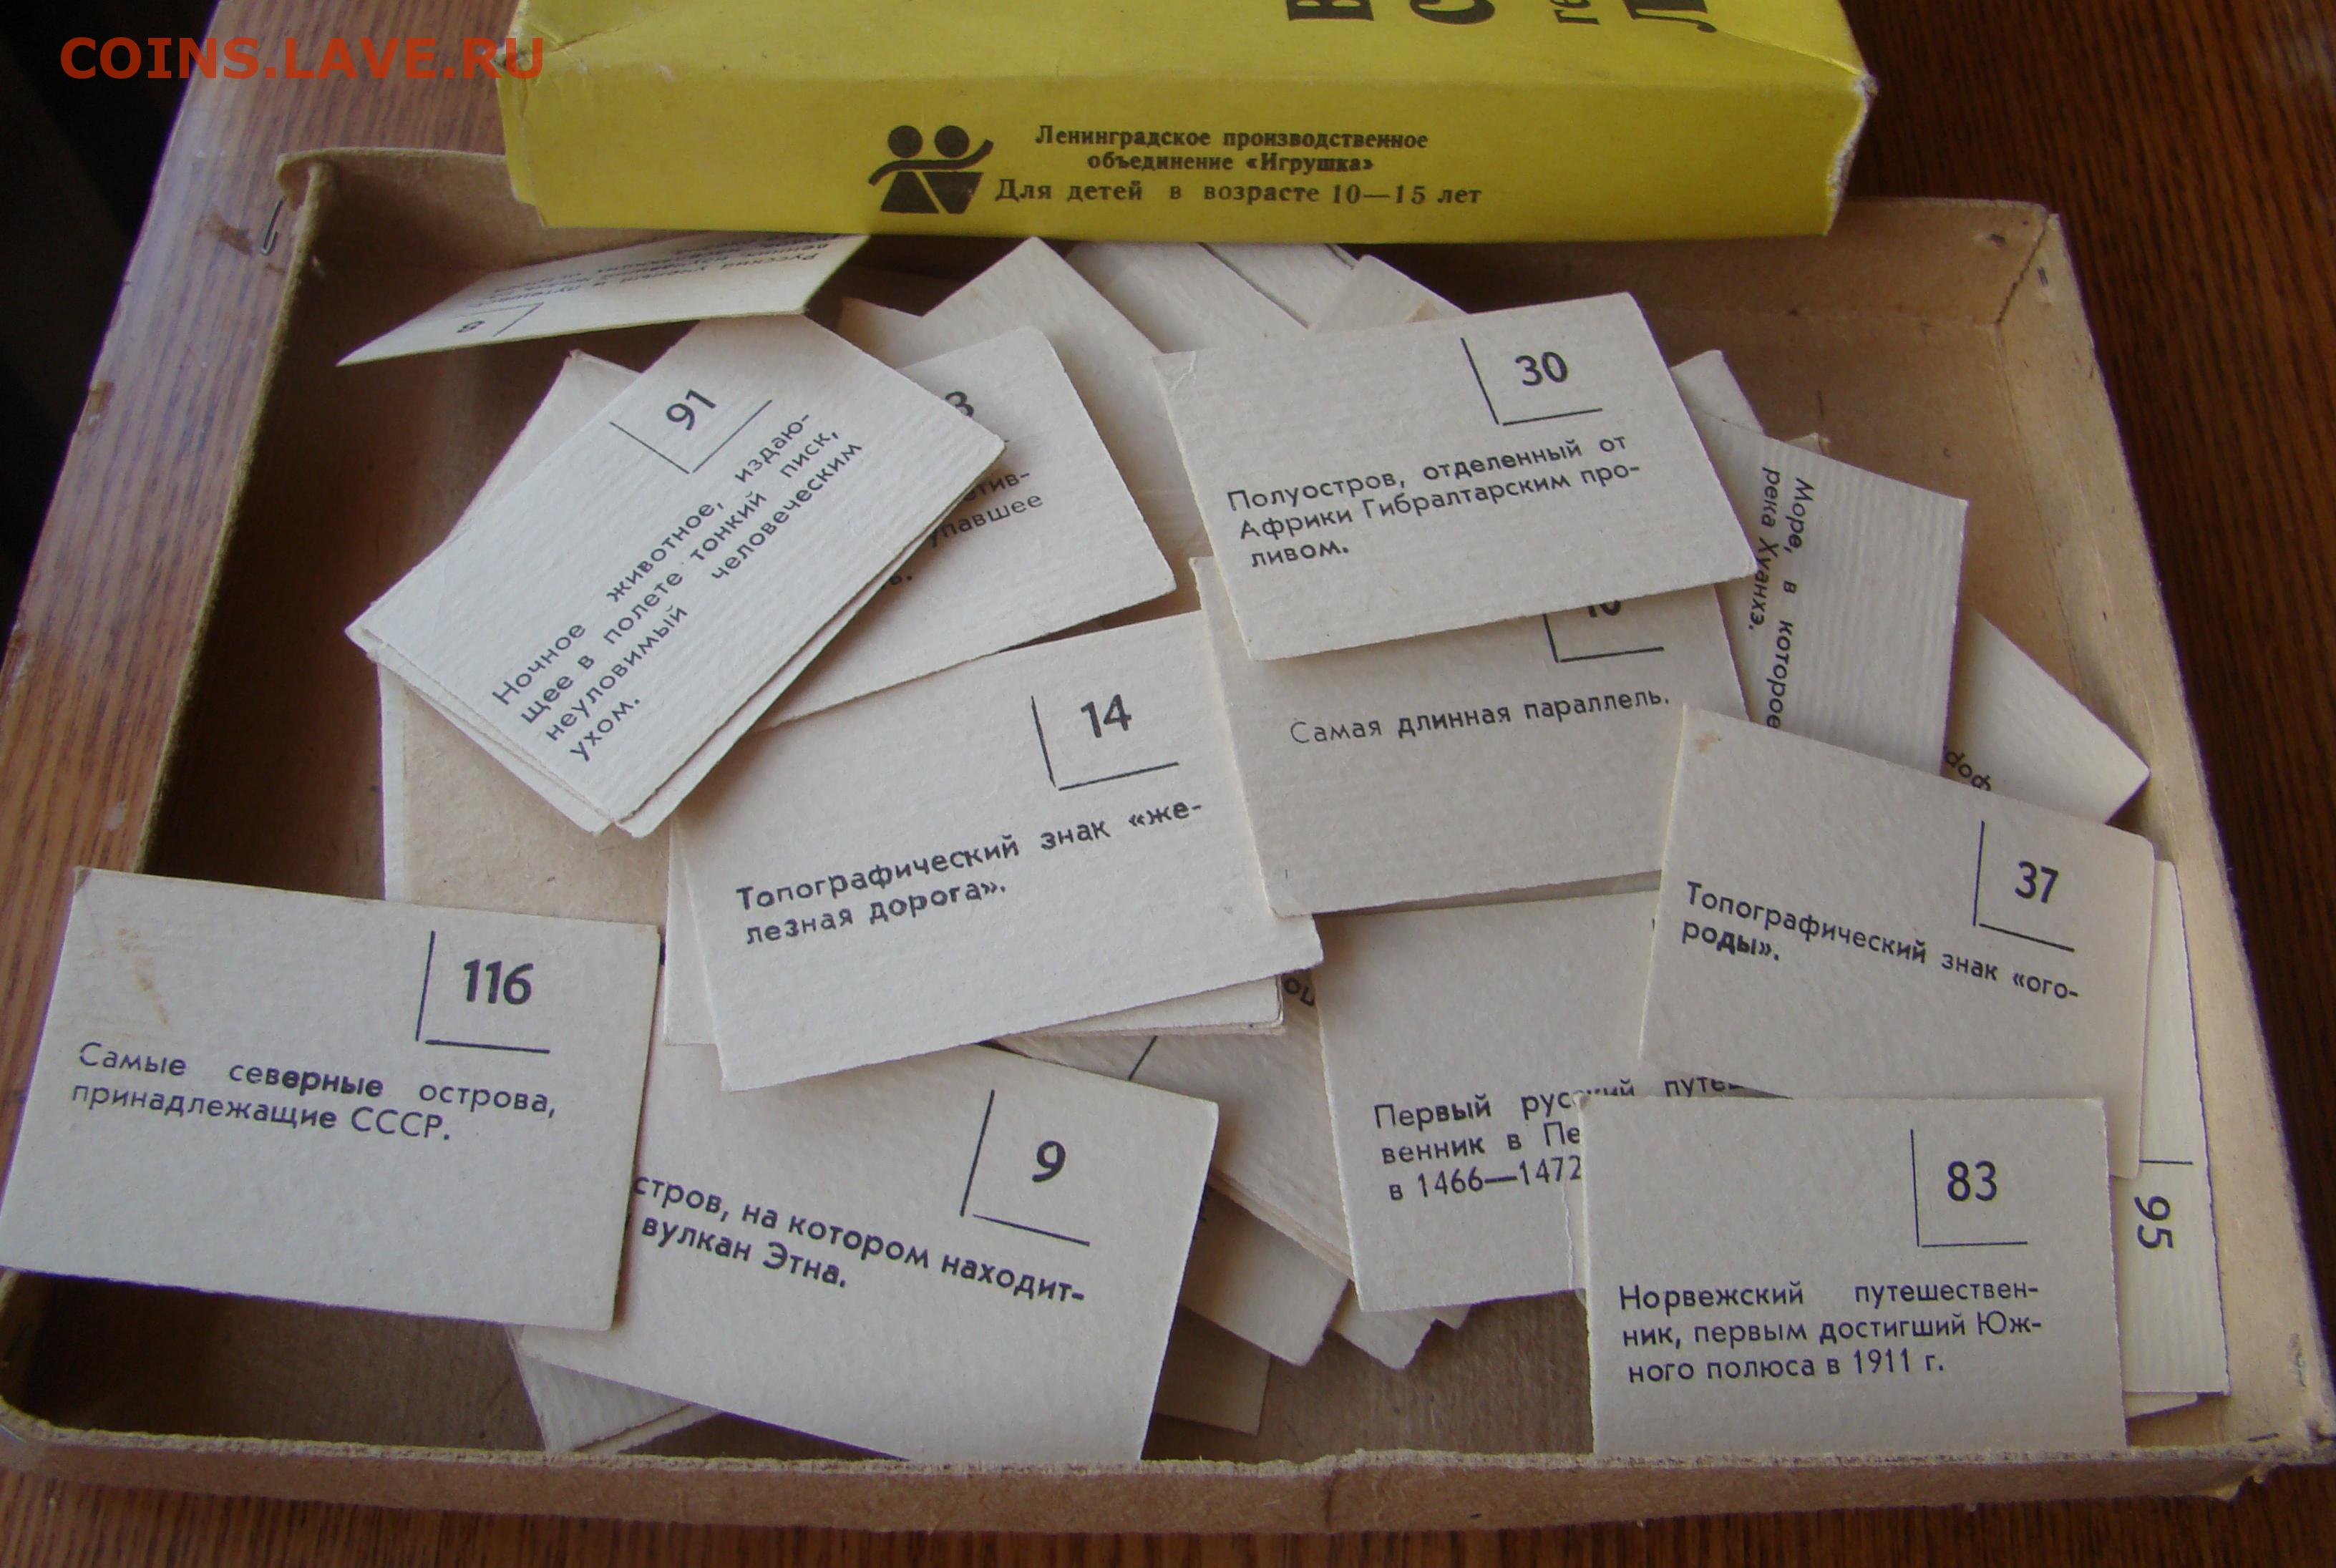 COINS.LAVE.RU
Ленинградское производственное
объединение «Игрушка»
Для детей в возрасте 10—15 лет
8
91
Ночное животное, издаю-
щее в полете тонкий писк,
неуловимый человеческим
ухом.
3
30
Полуостров, отделенный от
Африки Гибралтарским про-
ливом.
Море, в которое
река Хуанхэ.
Самая длинная параллель.
14
Топографический знак «же-
лезная дорога».
37
Топографический знак «ого-
роды».
116
Самые северные острова,
принадлежащие СССР.
9
стров, на котором находит-
вулкан Этна.
Первый русский путе
венник в Пе
в 1466—1472
83
Норвежский путешествен-
ник, первым достигший Юж-
ного полюса в 1911 г.
95